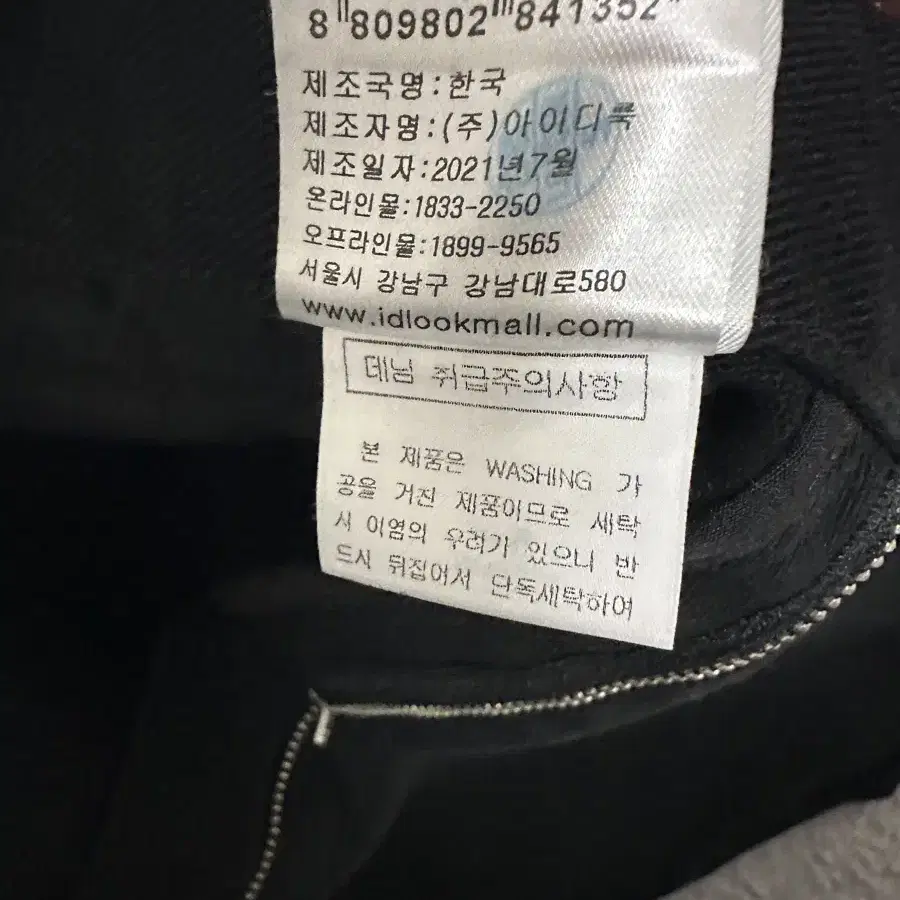 8 809802 841352
제조국명:한국
제조자명:(주)아이디룩
제조일자:2021년7월
온라인몰:1833-2250
오프라인몰:1899-9565
서울시 강남구 강남대로580
www.idlookmall.com
데님 취급주의사항
본 제품은 WASHING 가
공을 거진 제품이므로 세탁
시 이염의 우려가 있으니 반
드시 뒤집어서 단독세탁하여